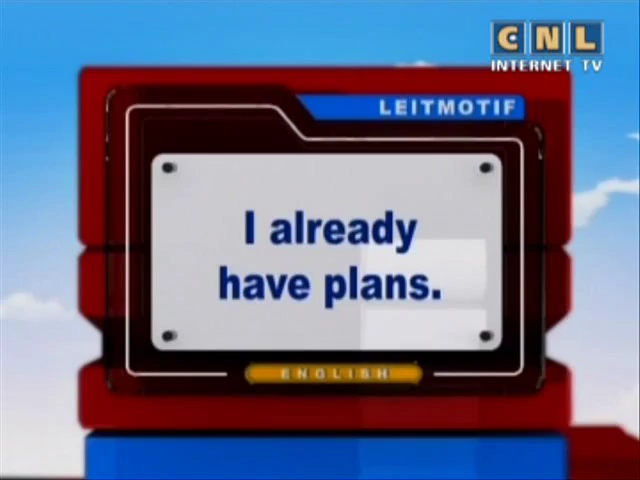 CNL
INTERNET TV
LEITMOTIF
I already
have plans.
ENGLISH